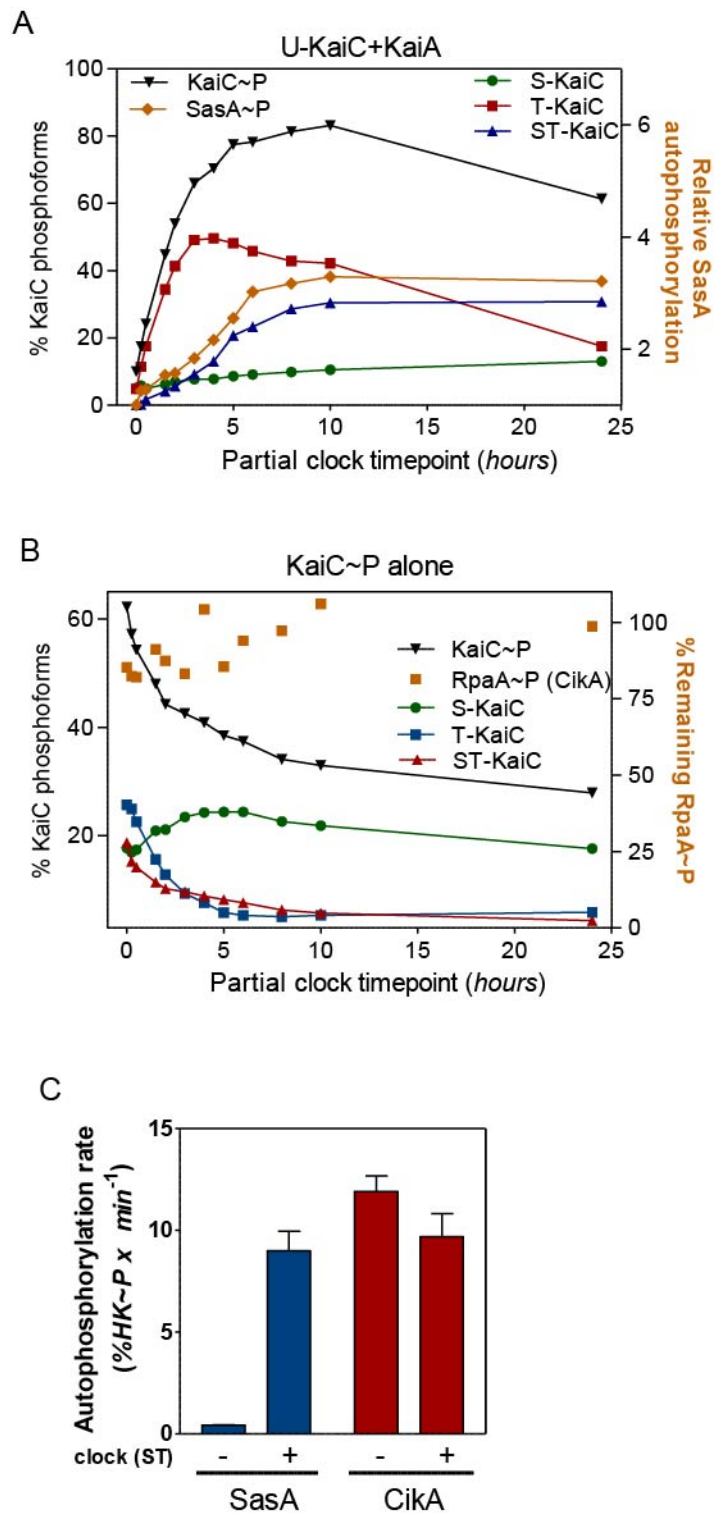 A
U-KaiC+KaiA
% KaiC phosphoforms
100
80
60
40
20
0
KaiC~P
SasA~P
S-KaiC
T-KaiC
ST-KaiC
6
4
2
Relative SasA
autophosphorylation
0 5 10 15 20 25
Partial clock timepoint (hours)
B
KaiC~P alone
% KaiC phosphoforms
60
40
20
KaiC~P
RpaA~P (CikA)
S-KaiC
T-KaiC
ST-KaiC
100
75
50
25
0
% Remaining RpaA~P
0 5 10 15 20 25
Partial clock timepoint (hours)
C
Autophosphorylation rate
(%HK~P x min-1)
15
10
5
0
clock (ST) - + - +
SasA CikA